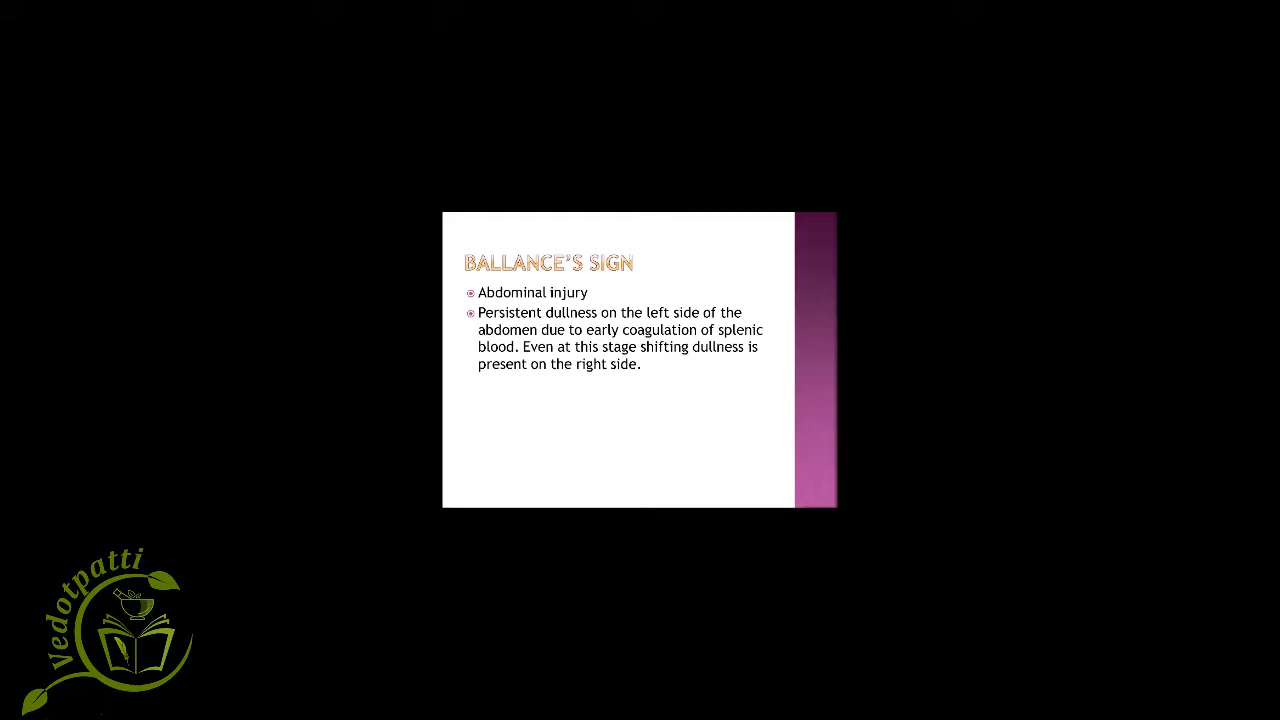 BALLANCE'S SIGN
Abdominal injury
Persistent dullness on the left side of the
abdomen due to early coagulation of splenic
blood. Even at this stage shifting dullness is
present on the right side.
vedotpatti